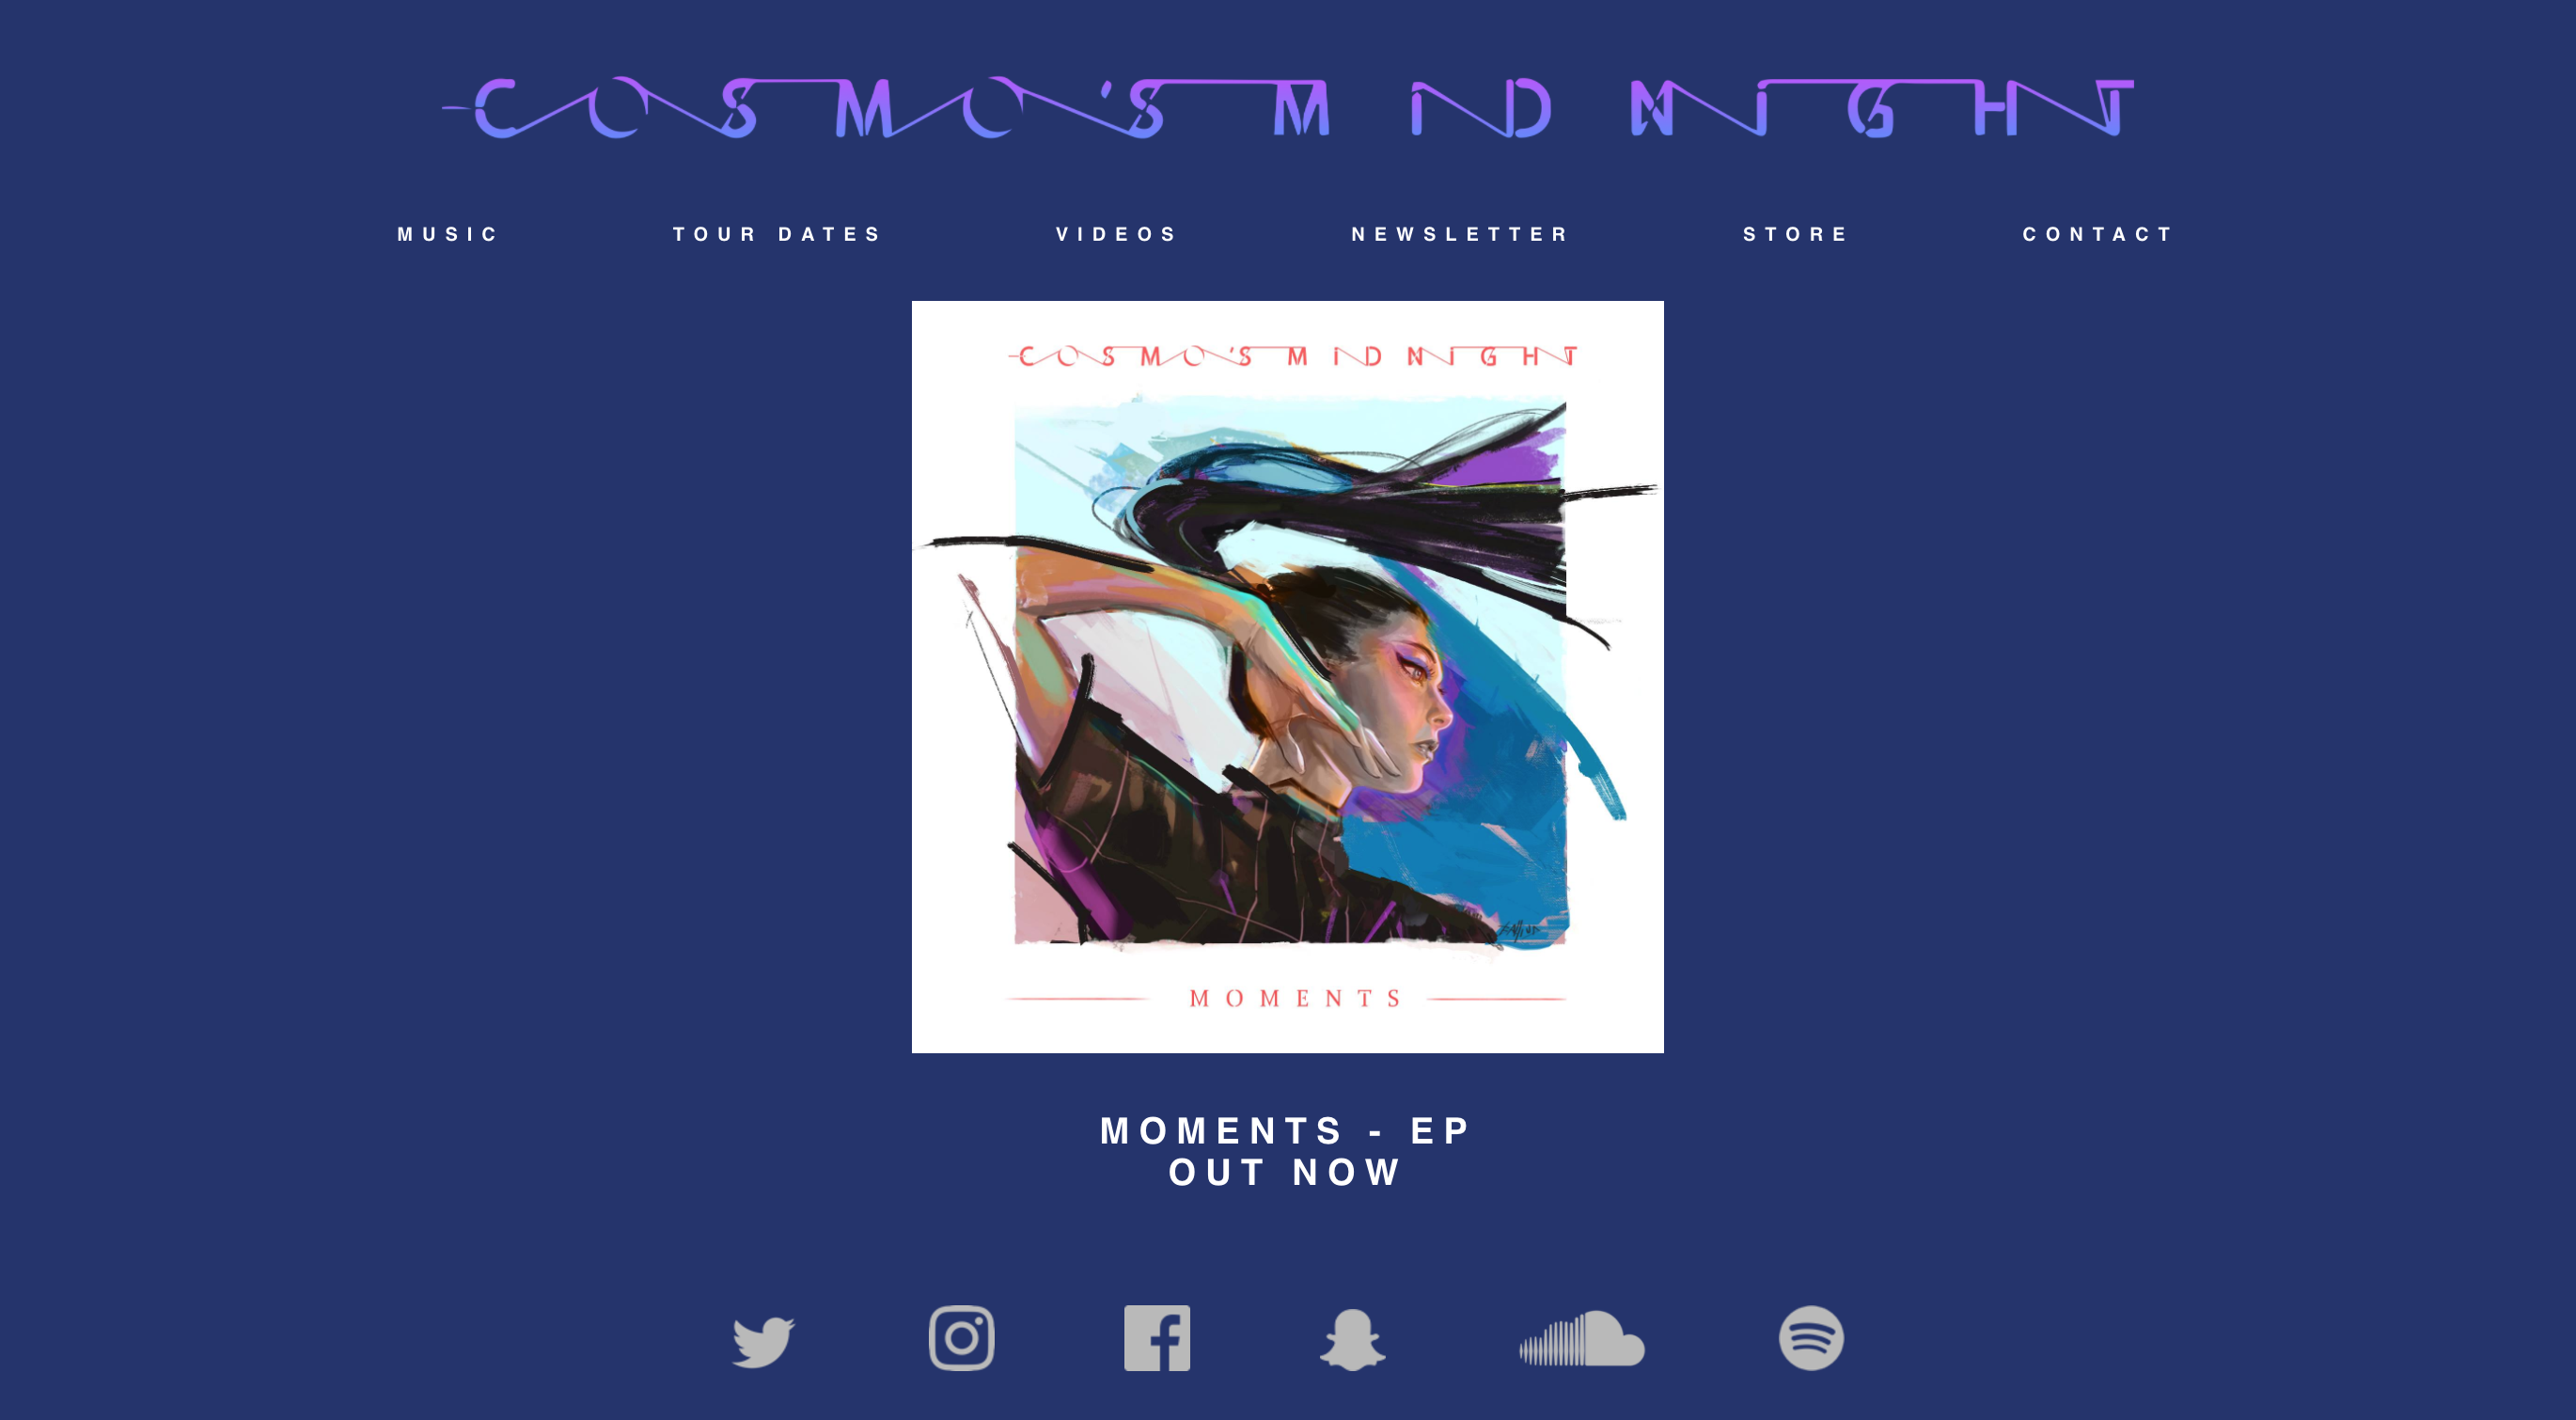 COSMO'S MIDNIGHT
MUSIC TOUR DATES VIDEOS NEWSLETTER STORE CONTACT
COSMO'S MIDNIGHT
MOMENTS
MOMENTS - EP
OUT NOW